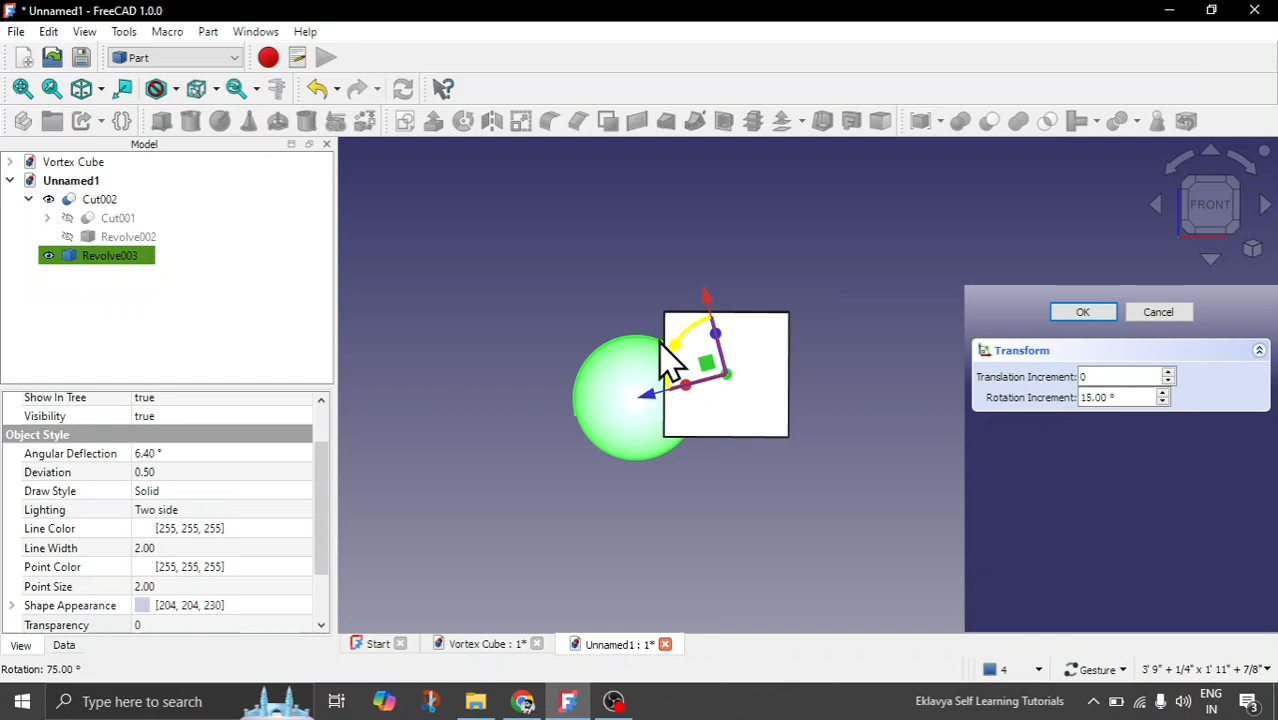 * Unnamed1 - FreeCAD 1.0.0
File Edit View Tools Macro Part Windows Help
Part
Model
Vortex Cube
Unnamed1
Cut002
Cut001
Revolve002
Revolve003
FRONT
OK Cancel
Transform
Translation Increment: 0
Rotation Increment: 15.00 °
Show In Tree true
Visibility true
Object Style
Angular Deflection 6.40 °
Deviation 0.50
Draw Style Solid
Lighting Two side
Line Color [255, 255, 255]
Line Width 2.00
Point Color [255, 255, 255]
Point Size 2.00
Shape Appearance [204, 204, 230]
Transparency 0
View Data
Start Vortex Cube : 1* Unnamed1 : 1*
Rotation: 75.00 °
4 Gesture 3' 9" + 1/4" x 1' 11" + 7/8"
Type here to search
Eklavya Self Learning Tutorials
ENG
IN
3